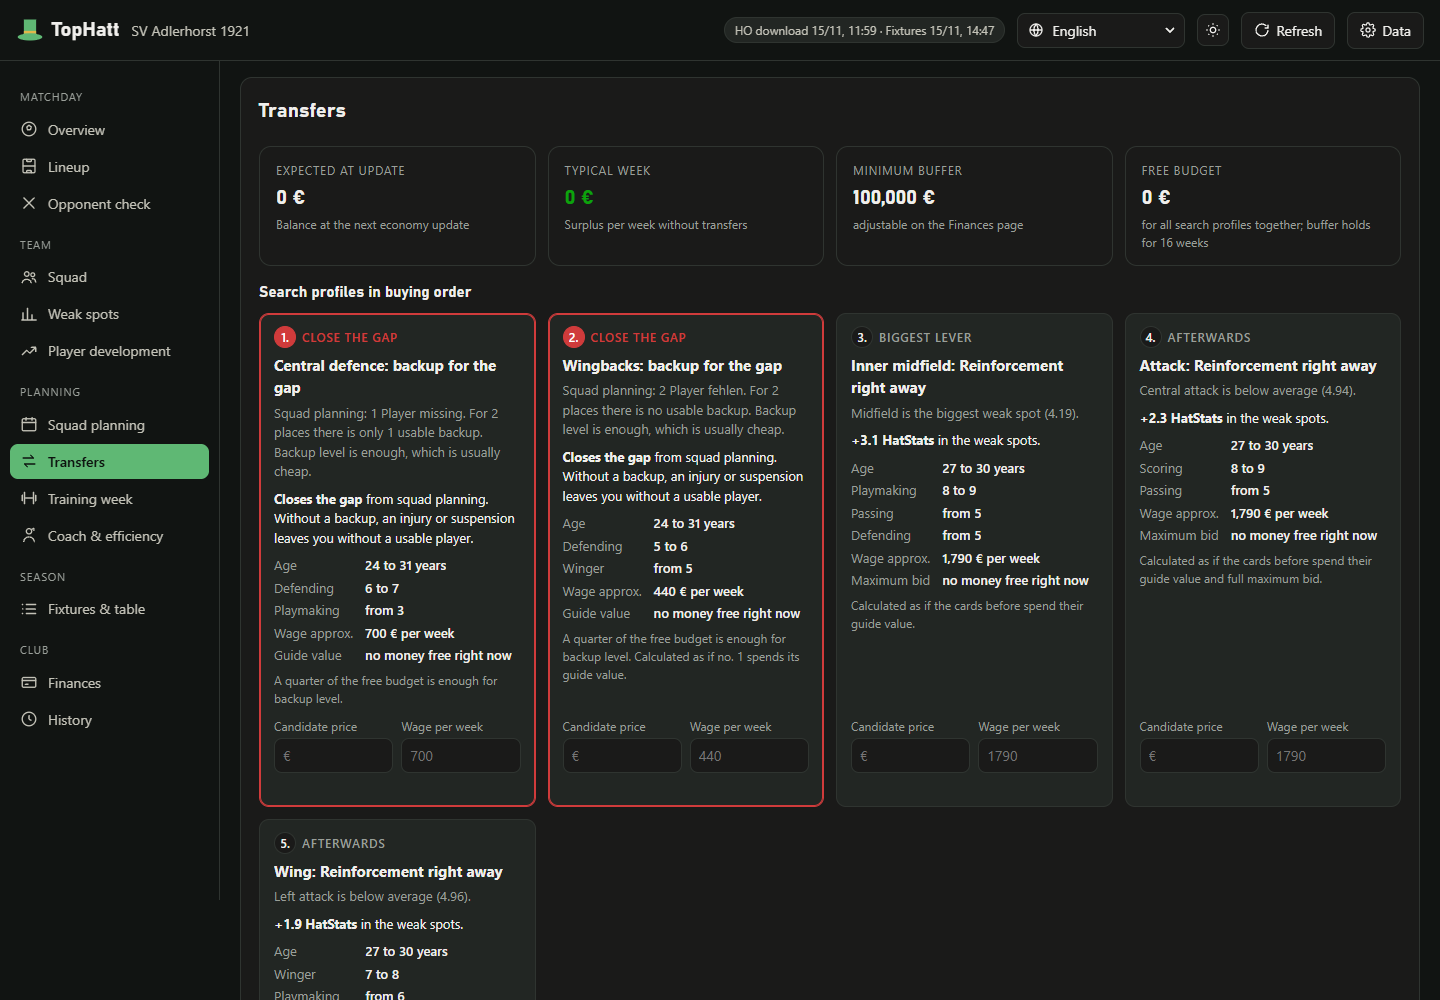 TopHatt SV Adlerhorst 1921
HO download 15/11, 11:59 · Fixtures 15/11, 14:47
English
Refresh
Data
MATCHDAY
Overview
Lineup
Opponent check
TEAM
Squad
Weak spots
Player development
PLANNING
Squad planning
Transfers
Training week
Coach & efficiency
SEASON
Fixtures & table
CLUB
Finances
History
Transfers
EXPECTED AT UPDATE
0 €
Balance at the next economy update
TYPICAL WEEK
0 €
Surplus per week without transfers
MINIMUM BUFFER
100,000 €
adjustable on the Finances page
FREE BUDGET
0 €
for all search profiles together; buffer holds
for 16 weeks
Search profiles in buying order
1. CLOSE THE GAP
Central defence: backup for the
gap
Squad planning: 1 Player missing. For 2
places there is only 1 usable backup.
Backup level is enough, which is usually
cheap.
Closes the gap from squad planning.
Without a backup, an injury or suspension
leaves you without a usable player.
Age 24 to 31 years
Defending 6 to 7
Playmaking from 3
Wage approx. 700 € per week
Guide value no money free right now
A quarter of the free budget is enough for
backup level.
Candidate price Wage per week
€ 700
2. CLOSE THE GAP
Wingbacks: backup for the gap
Squad planning: 2 Player fehlen. For 2
places there is no usable backup. Backup
level is enough, which is usually cheap.
Closes the gap from squad planning.
Without a backup, an injury or suspension
leaves you without a usable player.
Age 24 to 31 years
Defending 5 to 6
Winger from 5
Wage approx. 440 € per week
Guide value no money free right now
A quarter of the free budget is enough for
backup level. Calculated as if no. 1 spends its
guide value.
Candidate price Wage per week
€ 440
3. BIGGEST LEVER
Inner midfield: Reinforcement
right away
Midfield is the biggest weak spot (4.19).
+3.1 HatStats in the weak spots.
Age 27 to 30 years
Playmaking 8 to 9
Passing from 5
Defending from 5
Wage approx. 1,790 € per week
Maximum bid no money free right now
Calculated as if the cards before spend their
guide value.
Candidate price Wage per week
€ 1790
4. AFTERWARDS
Attack: Reinforcement right away
Central attack is below average (4.94).
+2.3 HatStats in the weak spots.
Age 27 to 30 years
Scoring 8 to 9
Passing from 5
Wage approx. 1,790 € per week
Maximum bid no money free right now
Calculated as if the cards before spend their
guide value and full maximum bid.
Candidate price Wage per week
€ 1790
5. AFTERWARDS
Wing: Reinforcement right away
Left attack is below average (4.96).
+1.9 HatStats in the weak spots.
Age 27 to 30 years
Winger 7 to 8
Playmaking from 6